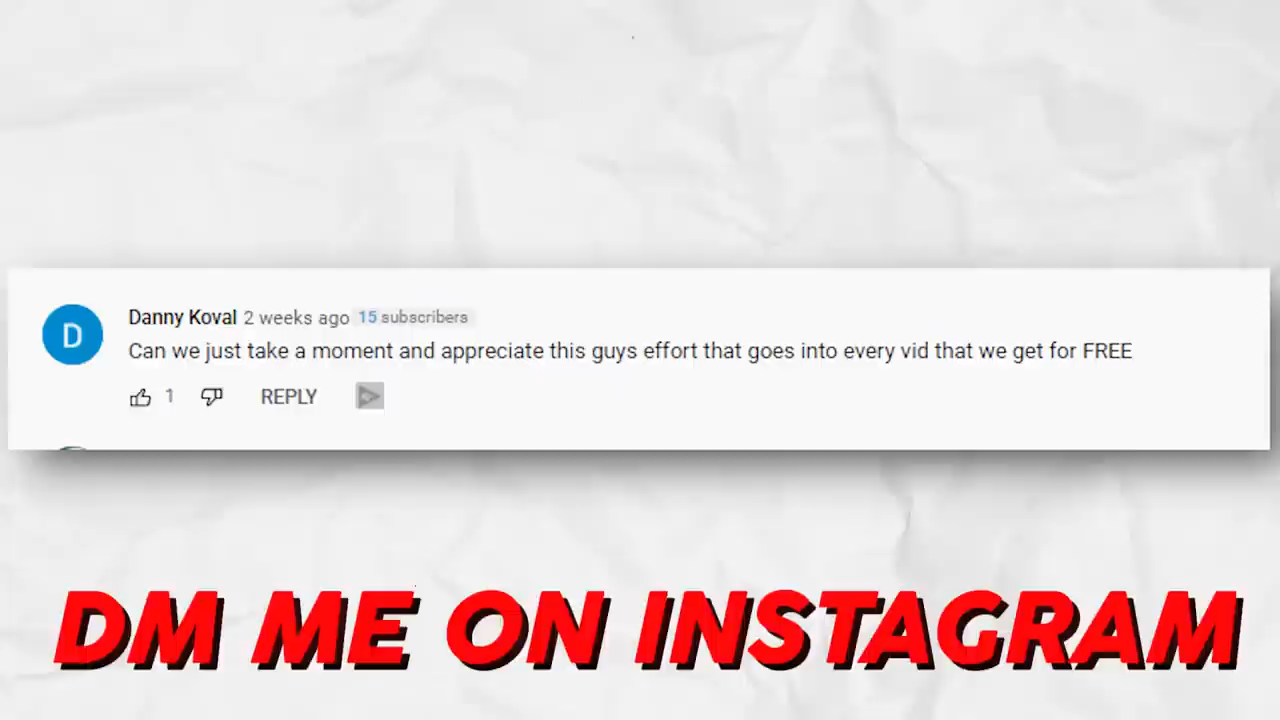 D
Danny Koval 2 weeks ago 15 subscribers
Can we just take a moment and appreciate this guys effort that goes into every vid that we get for FREE
1 REPLY
DM ME ON INSTAGRAM